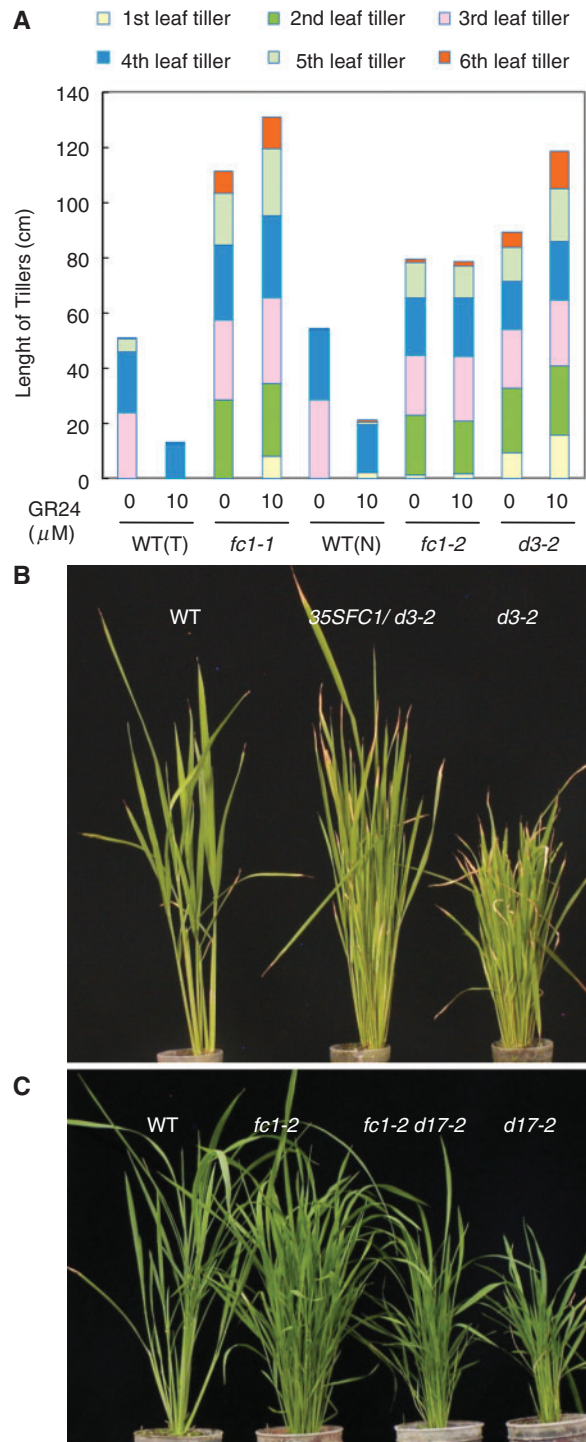 A
1st leaf tiller 2nd leaf tiller 3rd leaf tiller
4th leaf tiller 5th leaf tiller 6th leaf tiller
140
120
100
80
60
40
20
0
Lenght of Tillers (cm)
GR24 0 10 0 10 0 10 0 10 0 10
(μM)
WT(T) fc1-1 WT(N) fc1-2 d3-2
B
WT 35SFC1/ d3-2 d3-2
C
WT fc1-2 fc1-2 d17-2 d17-2